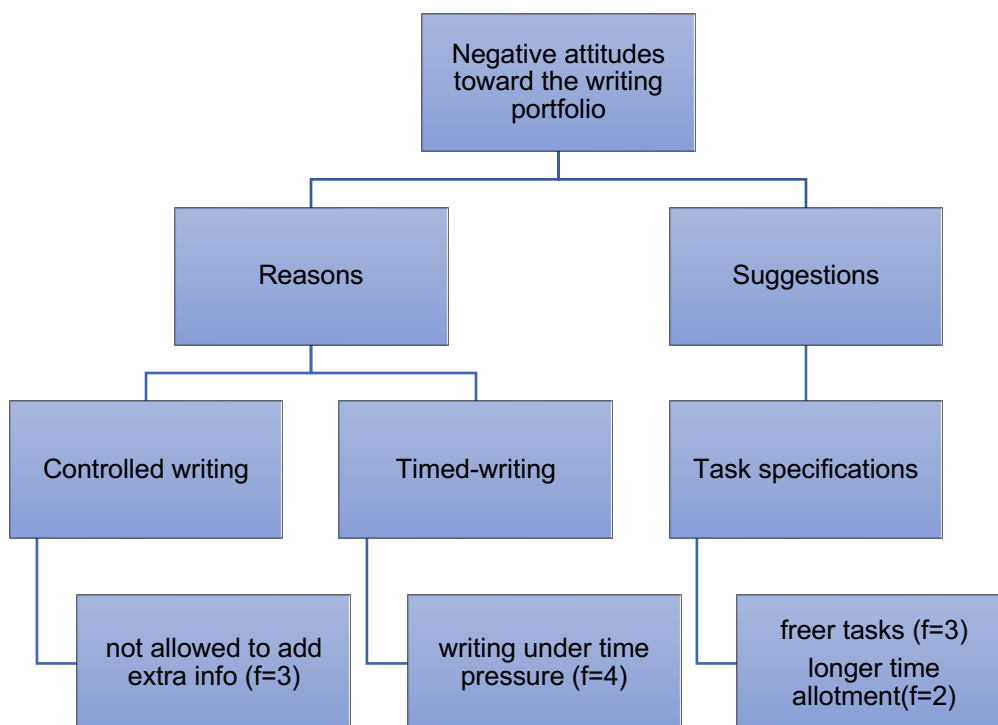 Negative attitudes
toward the writing
portfolio
Reasons
Suggestions
Controlled writing
Timed-writing
Task specifications
not allowed to add
extra info (f=3)
writing under time
pressure (f=4)
freer tasks (f=3)
longer time
allotment(f=2)